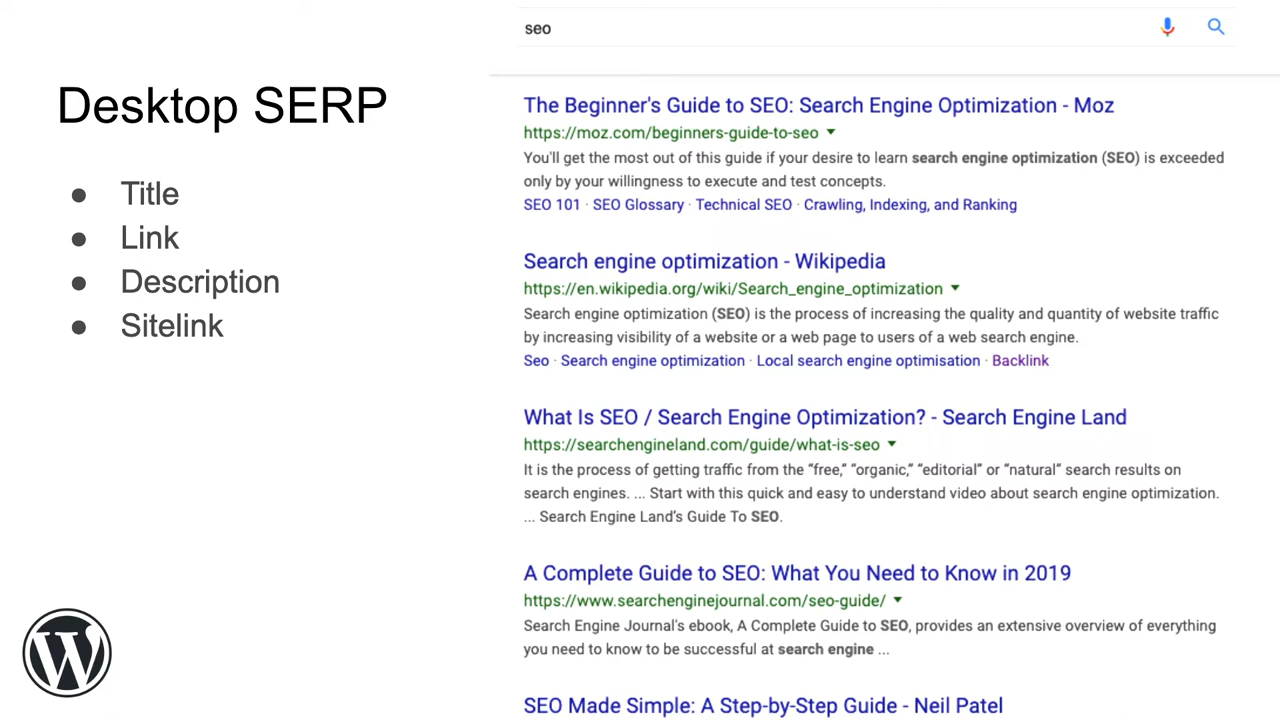 Desktop SERP
● Title
● Link
● Description
● Sitelink
seo
The Beginner's Guide to SEO: Search Engine Optimization - Moz
https://moz.com/beginners-guide-to-seo
You'll get the most out of this guide if your desire to learn search engine optimization (SEO) is exceeded
only by your willingness to execute and test concepts.
SEO 101 · SEO Glossary · Technical SEO · Crawling, Indexing, and Ranking
Search engine optimization - Wikipedia
https://en.wikipedia.org/wiki/Search_engine_optimization
Search engine optimization (SEO) is the process of increasing the quality and quantity of website traffic
by increasing visibility of a website or a web page to users of a web search engine.
Seo · Search engine optimization · Local search engine optimisation · Backlink
What Is SEO / Search Engine Optimization? - Search Engine Land
https://searchengineland.com/guide/what-is-seo
It is the process of getting traffic from the “free,” “organic,” “editorial” or “natural” search results on
search engines. ... Start with this quick and easy to understand video about search engine optimization.
... Search Engine Land’s Guide To SEO.
A Complete Guide to SEO: What You Need to Know in 2019
https://www.searchenginejournal.com/seo-guide/
Search Engine Journal's ebook, A Complete Guide to SEO, provides an extensive overview of everything
you need to know to be successful at search engine ...
SEO Made Simple: A Step-by-Step Guide - Neil Patel